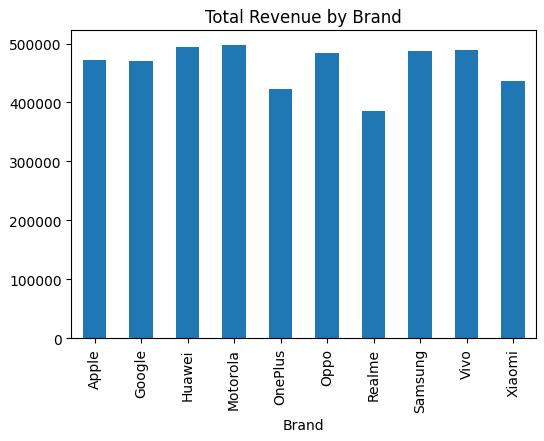 Total Revenue by Brand
500000
400000
300000
200000
100000
0
Apple
Google
Huawei
Motorola
OnePlus
Oppo
Realme
Samsung
Vivo
Xiaomi
Brand